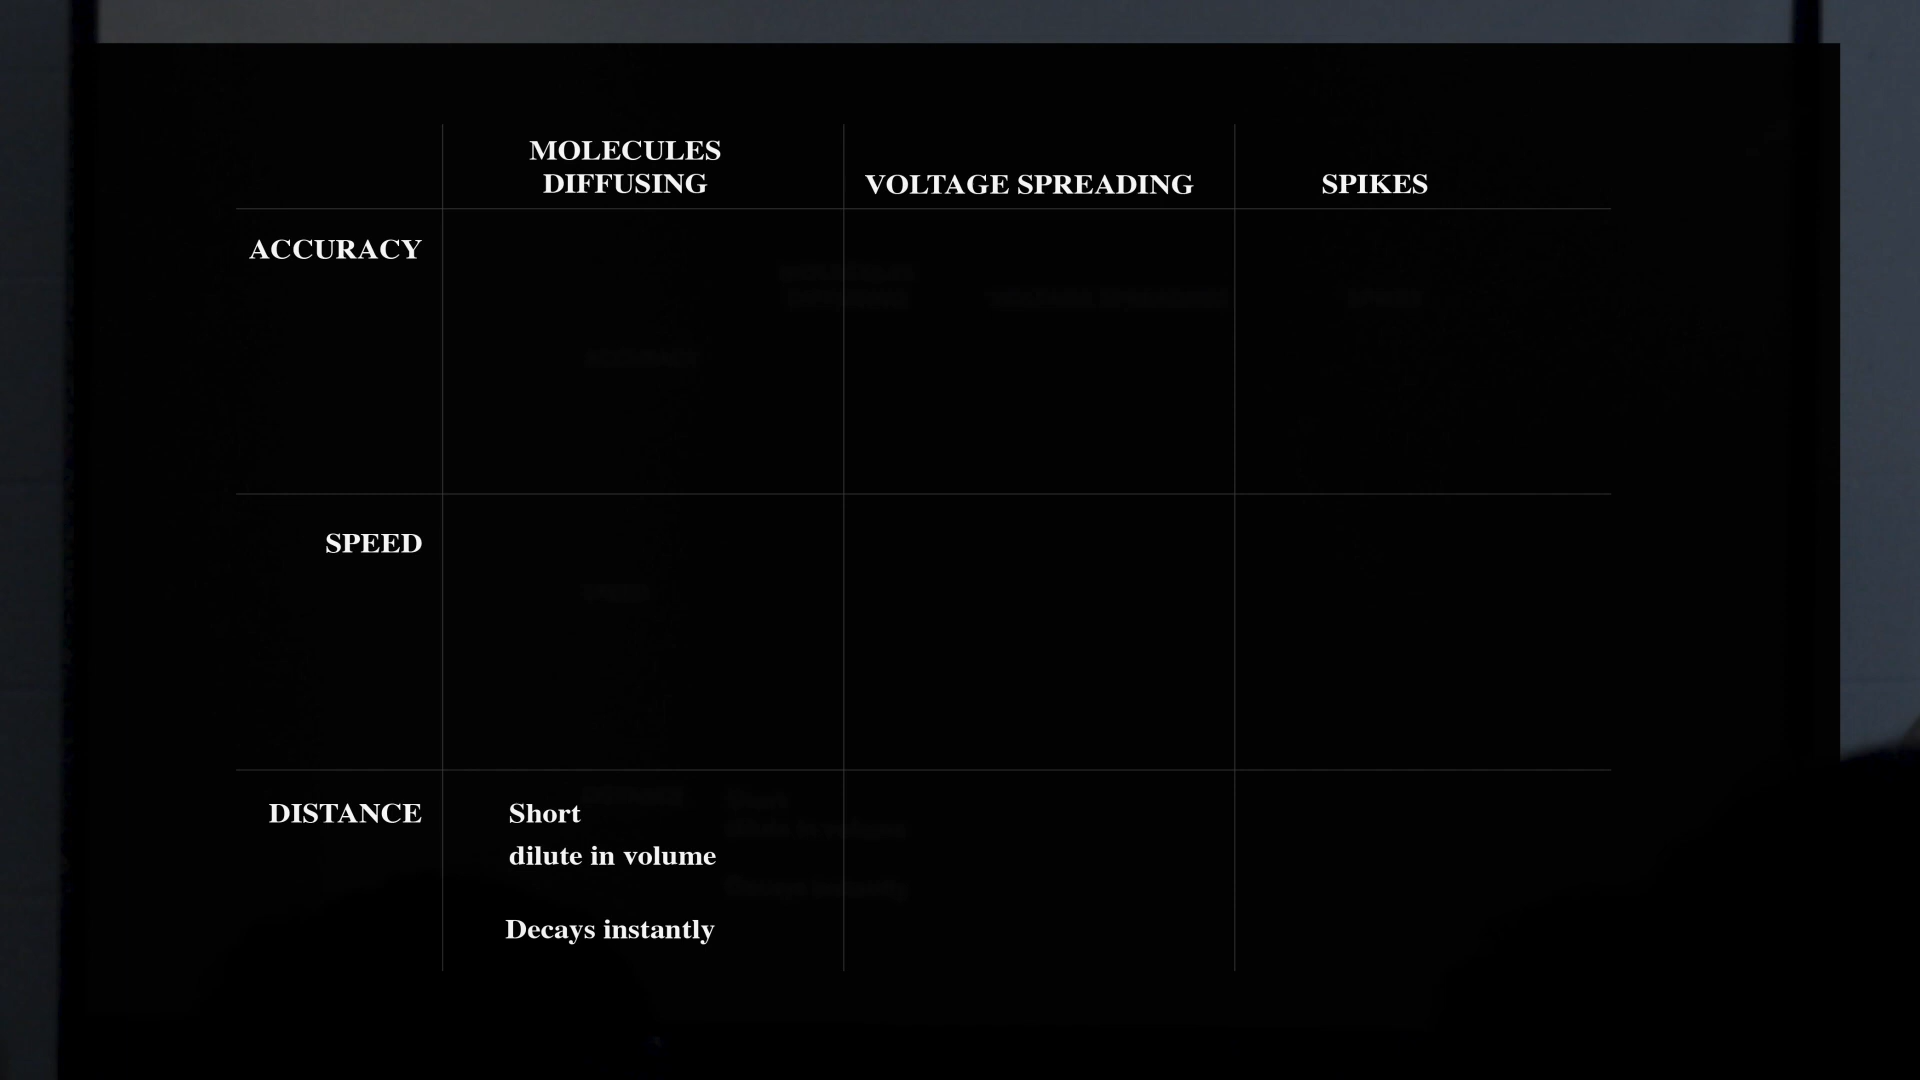 MOLECULES
DIFFUSING
VOLTAGE SPREADING
SPIKES
ACCURACY
SPEED
DISTANCE
Short
dilute in volume
Decays instantly